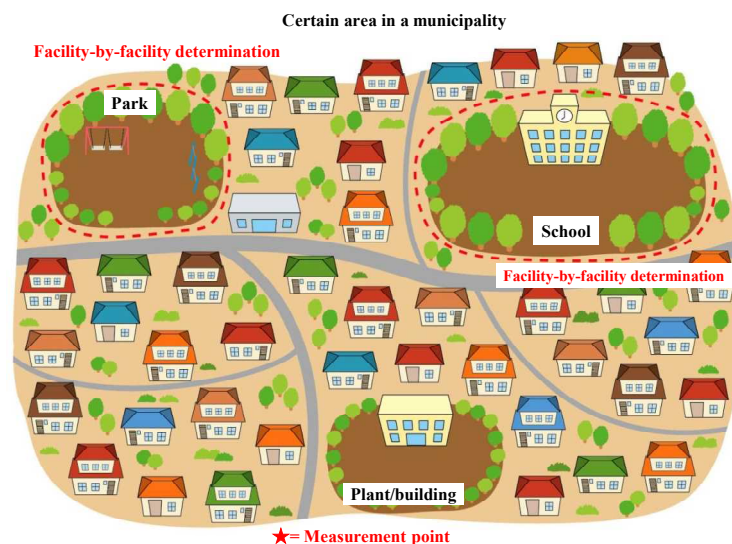 Certain area in a municipality
Facility-by-facility determination
Park
School
Facility-by-facility determination
Plant/building
★= Measurement point